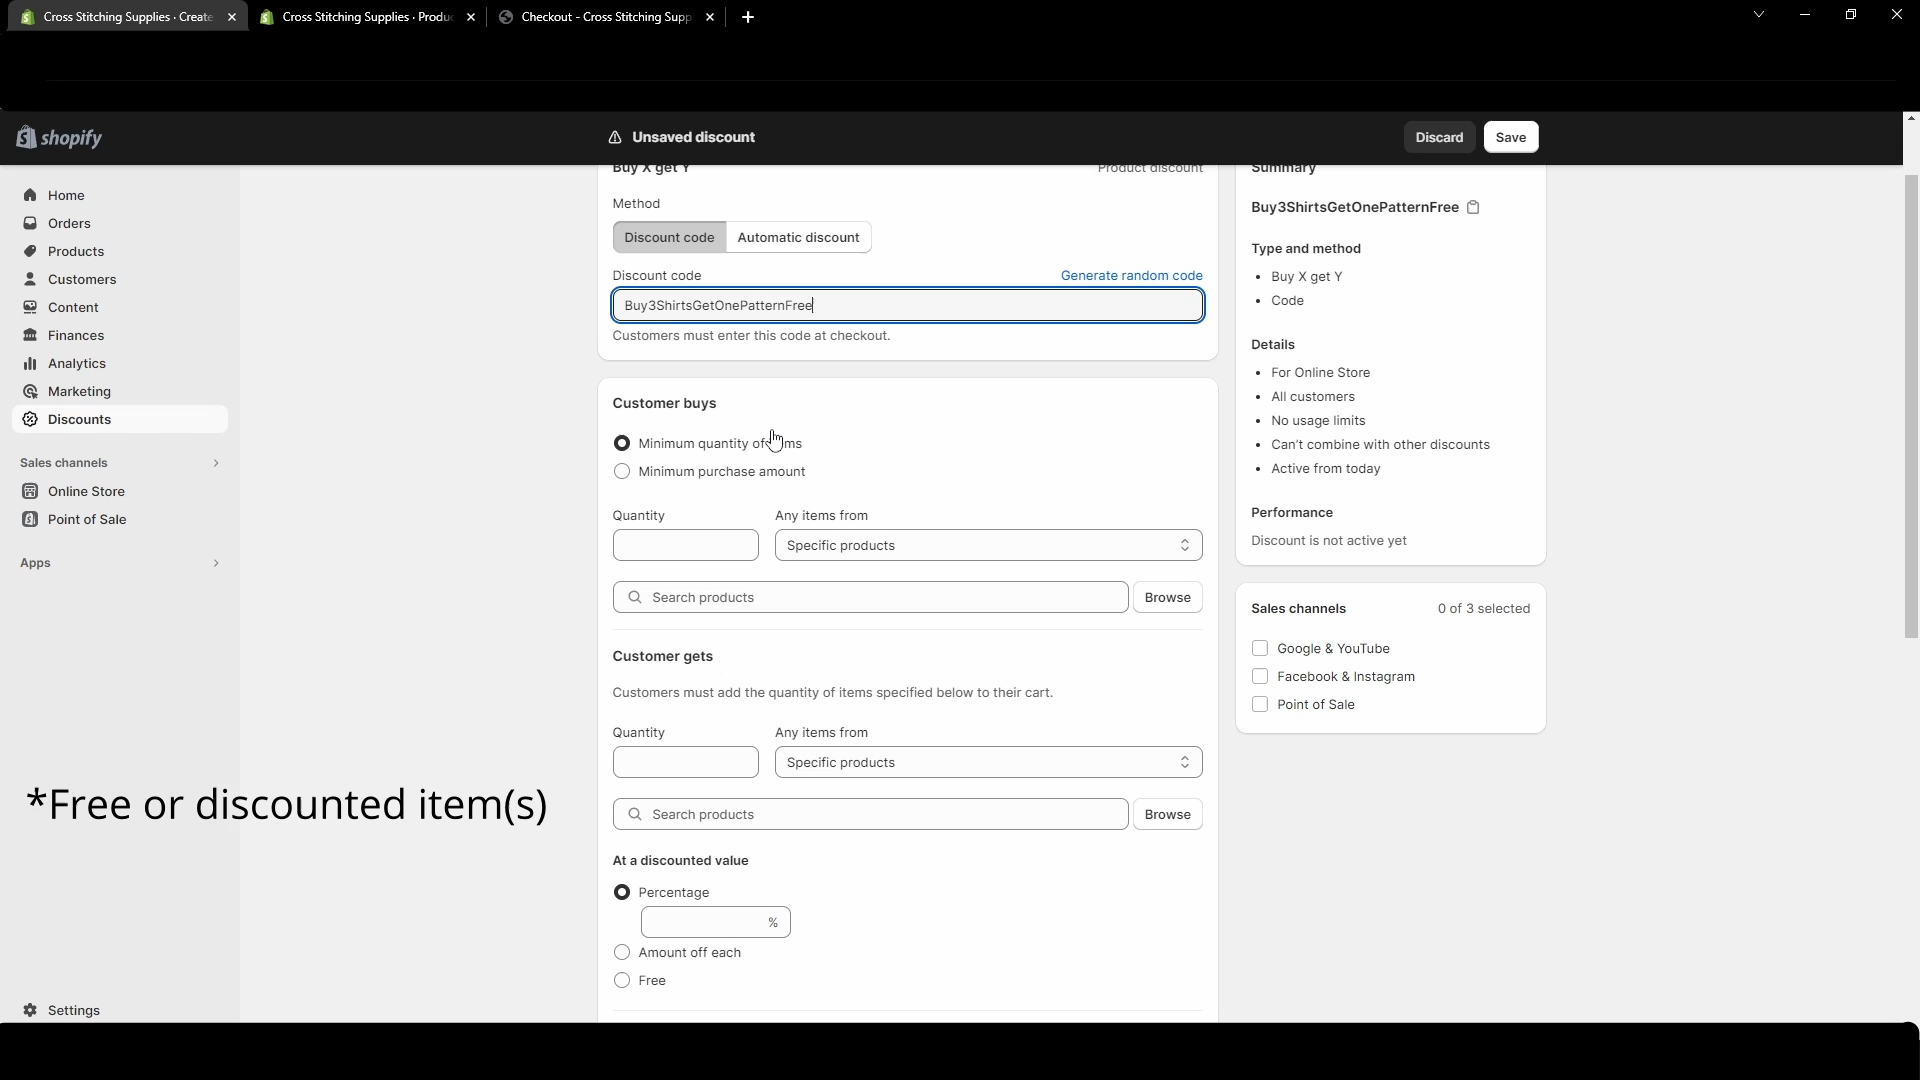 Cross Stitching Supplies · Create
Cross Stitching Supplies · Produc
Checkout - Cross Stitching Supp
shopify
Unsaved discount
Discard
Save
Home
Orders
Products
Customers
Content
Finances
Analytics
Marketing
Discounts
Sales channels
Online Store
Point of Sale
Apps
Settings
*Free or discounted item(s)
Buy X get Y
Product discount
Method
Discount code
Automatic discount
Discount code
Generate random code
Buy3ShirtsGetOnePatternFree
Customers must enter this code at checkout.
Customer buys
Minimum quantity of
Minimum purchase amount
Quantity
Any items from
Specific products
Search products
Browse
Customer gets
Customers must add the quantity of items specified below to their cart.
Quantity
Any items from
Specific products
Search products
Browse
At a discounted value
Percentage
%
Amount off each
Free
Summary
Buy3ShirtsGetOnePatternFree
Type and method
• Buy X get Y
• Code
Details
• For Online Store
• All customers
• No usage limits
• Can't combine with other discounts
• Active from today
Performance
Discount is not active yet
Sales channels
0 of 3 selected
Google & YouTube
Facebook & Instagram
Point of Sale